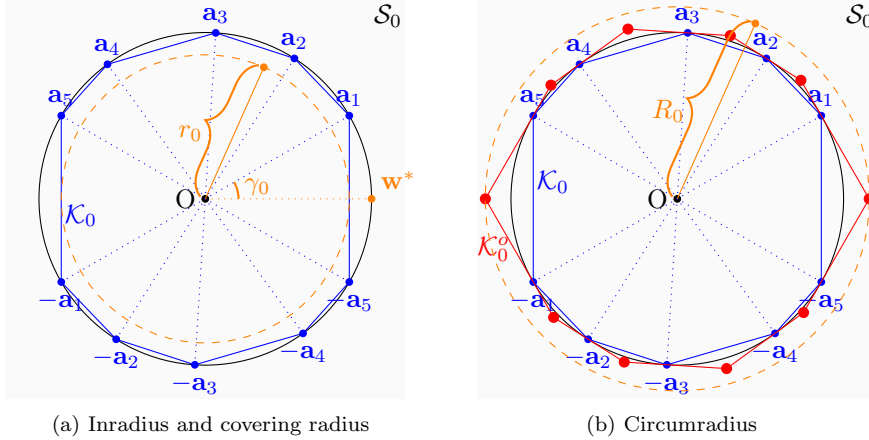 S₀
a₃
a₄
a₂
a₅
a₁
r₀
γ₀
w*
O
K₀
−a₁
−a₅
−a₂
−a₄
−a₃
(a) Inradius and covering radius
S₀
a₃
a₄
a₂
a₅
a₁
R₀
K₀
O
K₀ᵒ
−a₁
−a₅
−a₂
−a₄
−a₃
(b) Circumradius